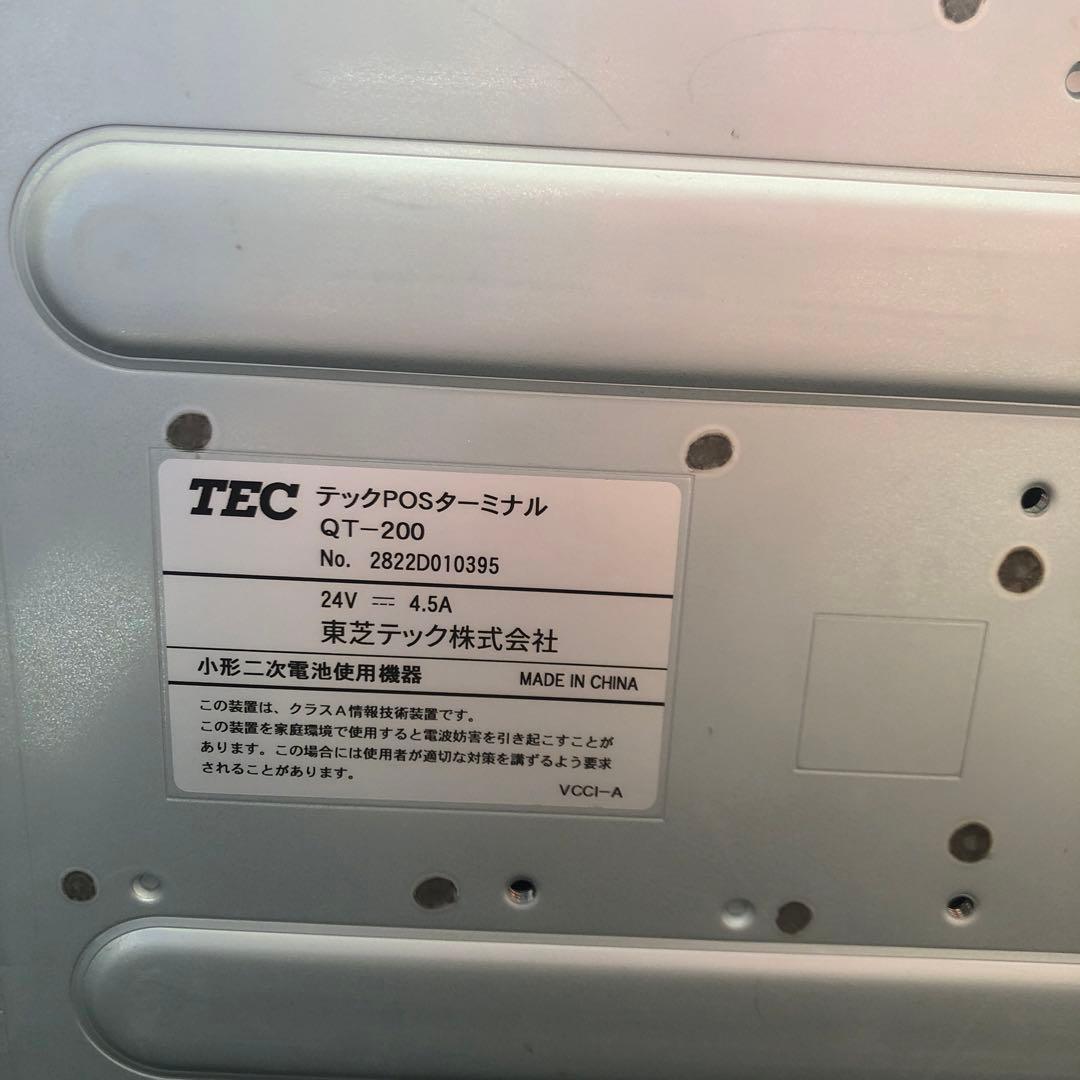 TEC テックPOSターミナル
QT-200
No. 2822D010395
24V ⎓ 4.5A
東芝テック株式会社
小形二次電池使用機器 MADE IN CHINA
この装置は、クラスA情報技術装置です。
この装置を家庭環境で使用すると電波妨害を引き起こすことが
あります。この場合には使用者が適切な対策を講ずるよう要求
されることがあります。
VCCI-A